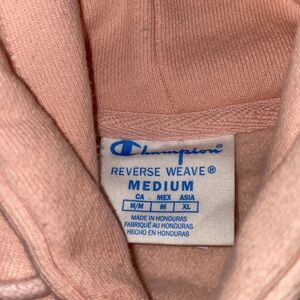 Champion
REVERSE WEAVE®
MEDIUM
CA MEX ASIA
M/M M XL
MADE IN HONDURAS
FABRIQUÉ AU HONDURAS
HECHO EN HONDURAS